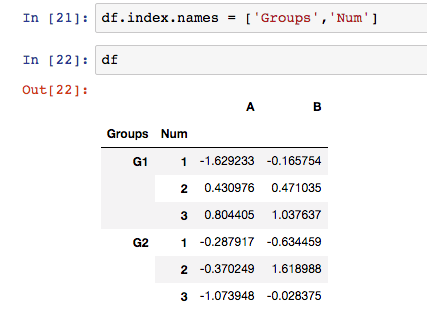 In [21]: df.index.names = ['Groups','Num']
In [22]: df
Out[22]:
A B
Groups Num
G1 1 -1.629233 -0.165754
2 0.430976 0.471035
3 0.804405 1.037637
G2 1 -0.287917 -0.634459
2 -0.370249 1.618988
3 -1.073948 -0.028375